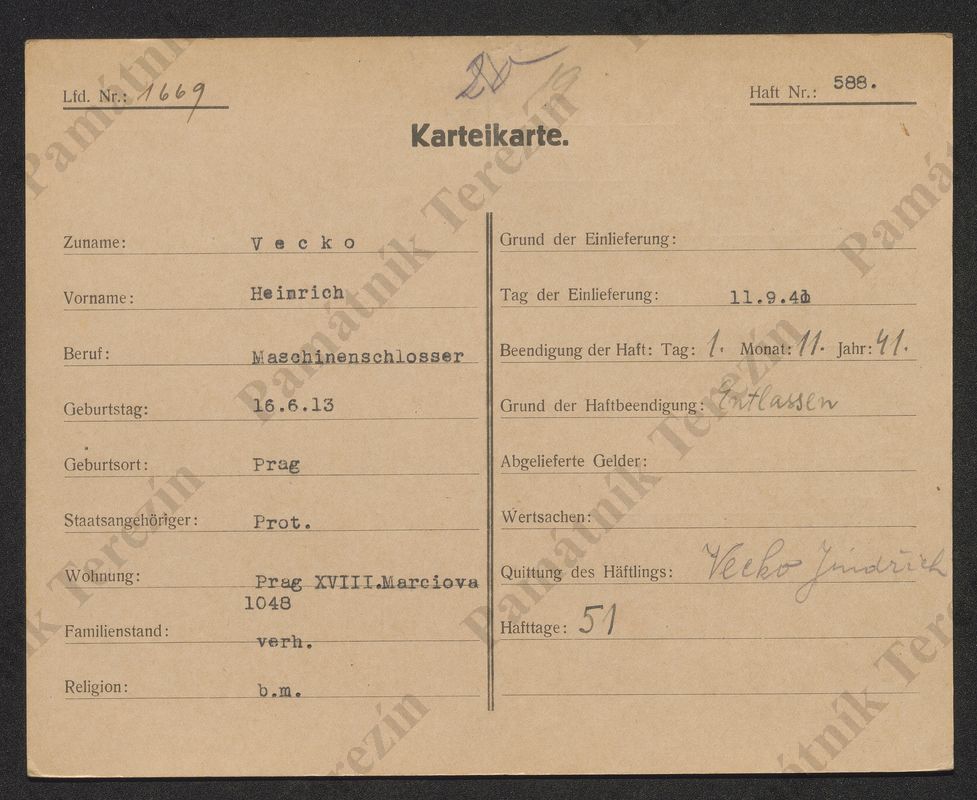 Lfd. Nr.: 1669
Haft Nr.: 588.
Karteikarte.
Zuname: Vecko
Vorname: Heinrich
Beruf: Maschinenschlosser
Geburtstag: 16.6.13
Geburtsort: Prag
Staatsangehöriger: Prot.
Wohnung: Prag XVIII.Marciova
1048
Familienstand: verh.
Religion: b.m.
Grund der Einlieferung:
Tag der Einlieferung: 11.9.41
Beendigung der Haft: Tag: 1. Monat: 11. Jahr: 41.
Grund der Haftbeendigung: Entlassen
Abgelieferte Gelder:
Wertsachen:
Quittung des Häftlings: Vecko Jindřich
Hafttage: 51
Památník Terezín